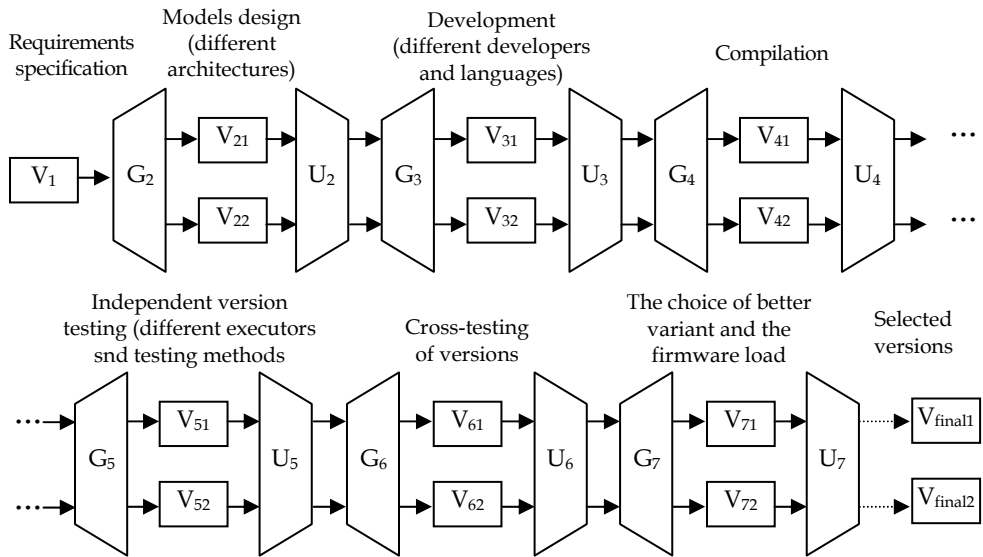 Requirements
specification
Models design
(different
architectures)
Development
(different developers
and languages)
Compilation
V1
G2
V21
V22
U2
G3
V31
V32
U3
G4
V41
V42
U4
...
...
Independent version
testing (different executors
snd testing methods
Cross-testing
of versions
The choice of better
variant and the
firmware load
Selected
versions
...
...
G5
V51
V52
U5
G6
V61
V62
U6
G7
V71
V72
U7
Vfinal1
Vfinal2